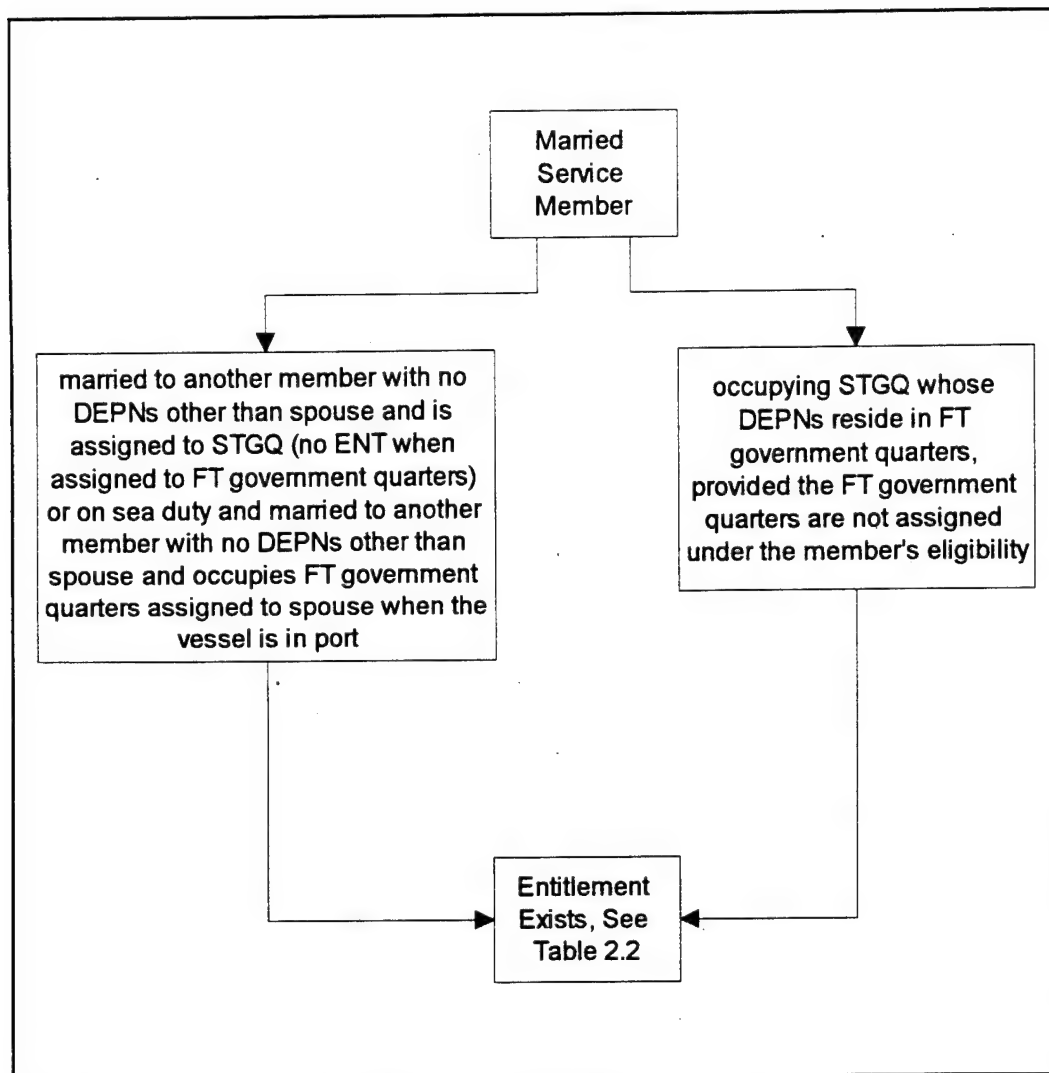 Married
Service
Member
married to another member with no
DEPNs other than spouse and is
assigned to STGQ (no ENT when
assigned to FT government quarters)
or on sea duty and married to another
member with no DEPNs other than
spouse and occupies FT government
quarters assigned to spouse when the
vessel is in port
occupying STGQ whose
DEPNs reside in FT
government quarters,
provided the FT government
quarters are not assigned
under the member's eligibility
Entitlement
Exists, See
Table 2.2